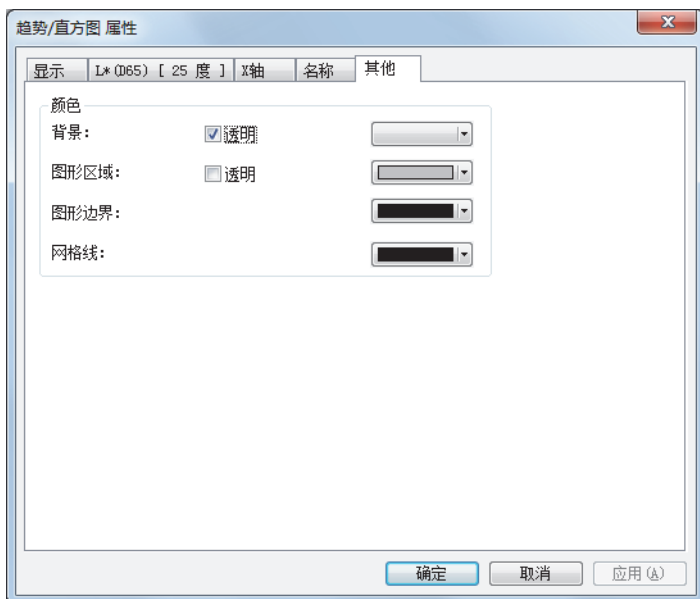 趋势/直方图 属性
显示 L*(D65) [ 25 度 ] X轴 名称 其他
颜色
背景: 透明
图形区域: 透明
图形边界:
网格线:
确定 取消 应用(A)